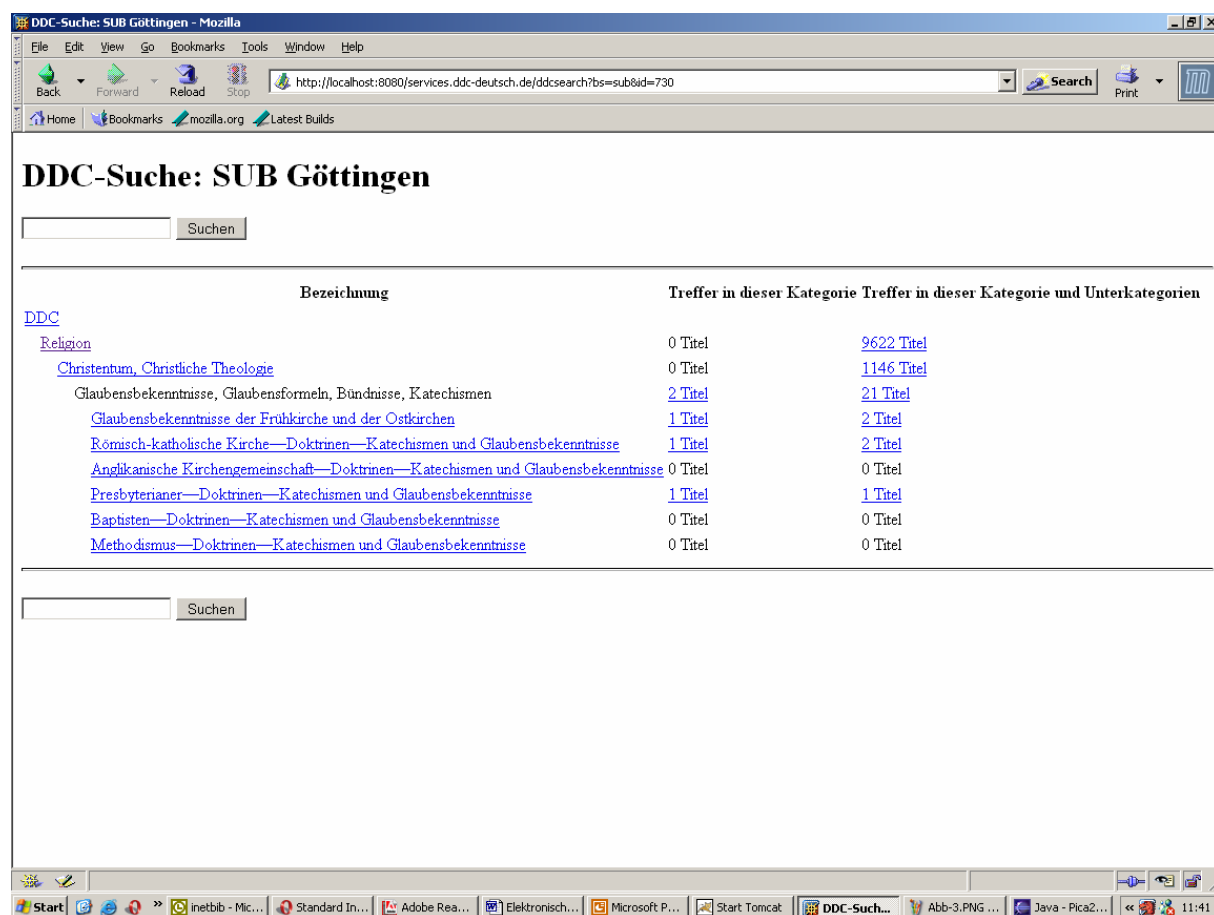 DDC-Suche: SUB Göttingen - Mozilla
File Edit View Go Bookmarks Tools Window Help
Back Forward Reload Stop http://localhost:8080/services.ddc-deutsch.de/ddcsearch?bs=sub&id=730 Search Print
Home Bookmarks mozilla.org Latest Builds
DDC-Suche: SUB Göttingen
Suchen
Bezeichnung Treffer in dieser Kategorie Treffer in dieser Kategorie und Unterkategorien
DDC
Religion 0 Titel 9622 Titel
Christentum, Christliche Theologie 0 Titel 1146 Titel
Glaubensbekenntnisse, Glaubensformeln, Bündnisse, Katechismen 2 Titel 21 Titel
Glaubensbekenntnisse der Frühkirche und der Ostkirchen 1 Titel 2 Titel
Römisch-katholische Kirche—Doktrinen—Katechismen und Glaubensbekenntnisse 1 Titel 2 Titel
Anglikanische Kirchengemeinschaft—Doktrinen—Katechismen und Glaubensbekenntnisse 0 Titel 0 Titel
Presbyterianer—Doktrinen—Katechismen und Glaubensbekenntnisse 1 Titel 1 Titel
Baptisten—Doktrinen—Katechismen und Glaubensbekenntnisse 0 Titel 0 Titel
Methodismus—Doktrinen—Katechismen und Glaubensbekenntnisse 0 Titel 0 Titel
Suchen
Start » inetbib - Mic... Standard In... Adobe Rea... Elektronisch... Microsoft P... Start Tomcat DDC-Such... Abb-3.PNG ... Java - Pica2... « 11:41